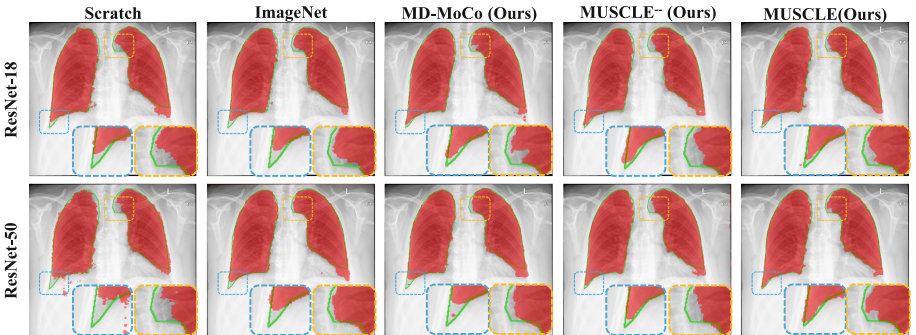 Scratch ImageNet MD-MoCo (Ours) MUSCLE-- (Ours) MUSCLE(Ours)
ResNet-18
ResNet-50